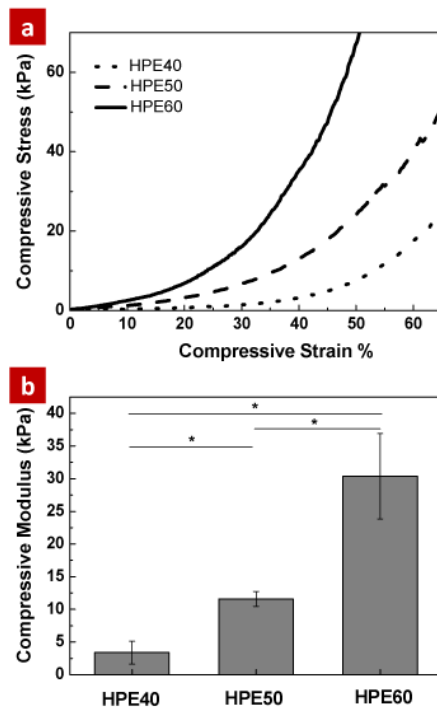 a
Compressive Stress (kPa)
60
40
20
0
HPE40
HPE50
HPE60
0 10 20 30 40 50 60
Compressive Strain %
b
Compressive Modulus (kPa)
40
35
30
25
20
15
10
5
0
*
* *
HPE40 HPE50 HPE60